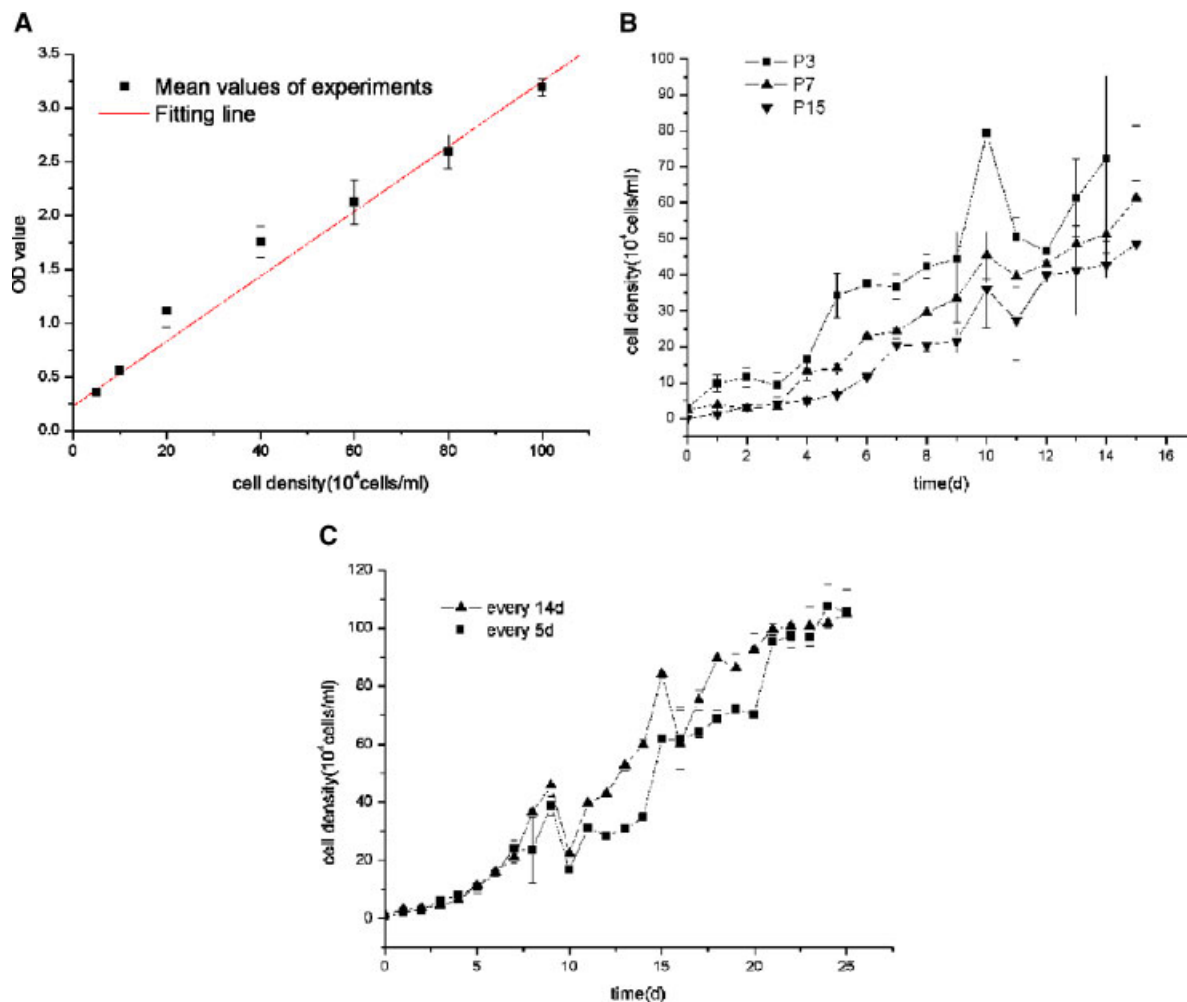 A
3.5
3.0
2.5
2.0
1.5
1.0
0.5
0.0
OD value
Mean values of experiments
Fitting line
0 20 40 60 80 100
cell density(10⁴cells/ml)
B
100
90
80
70
60
50
40
30
20
10
0
cell density(10⁴cells/ml)
P3
P7
P15
0 2 4 6 8 10 12 14 16
time(d)
C
120
100
80
60
40
20
0
cell density(10⁴cells/ml)
every 14d
every 5d
0 5 10 15 20 25
time(d)